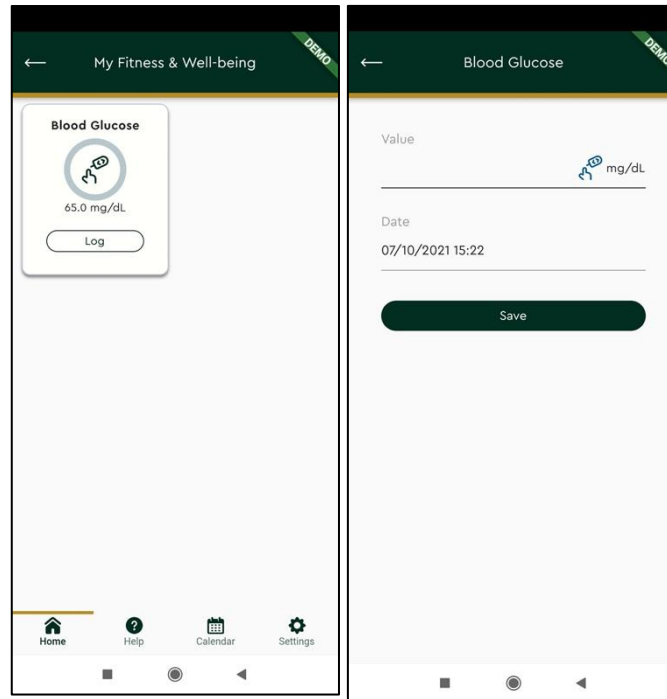 My Fitness & Well-being
DEMO
Blood Glucose
65.0 mg/dL
Log
Home
Help
Calendar
Settings
Blood Glucose
DEMO
Value
mg/dL
Date
07/10/2021 15:22
Save